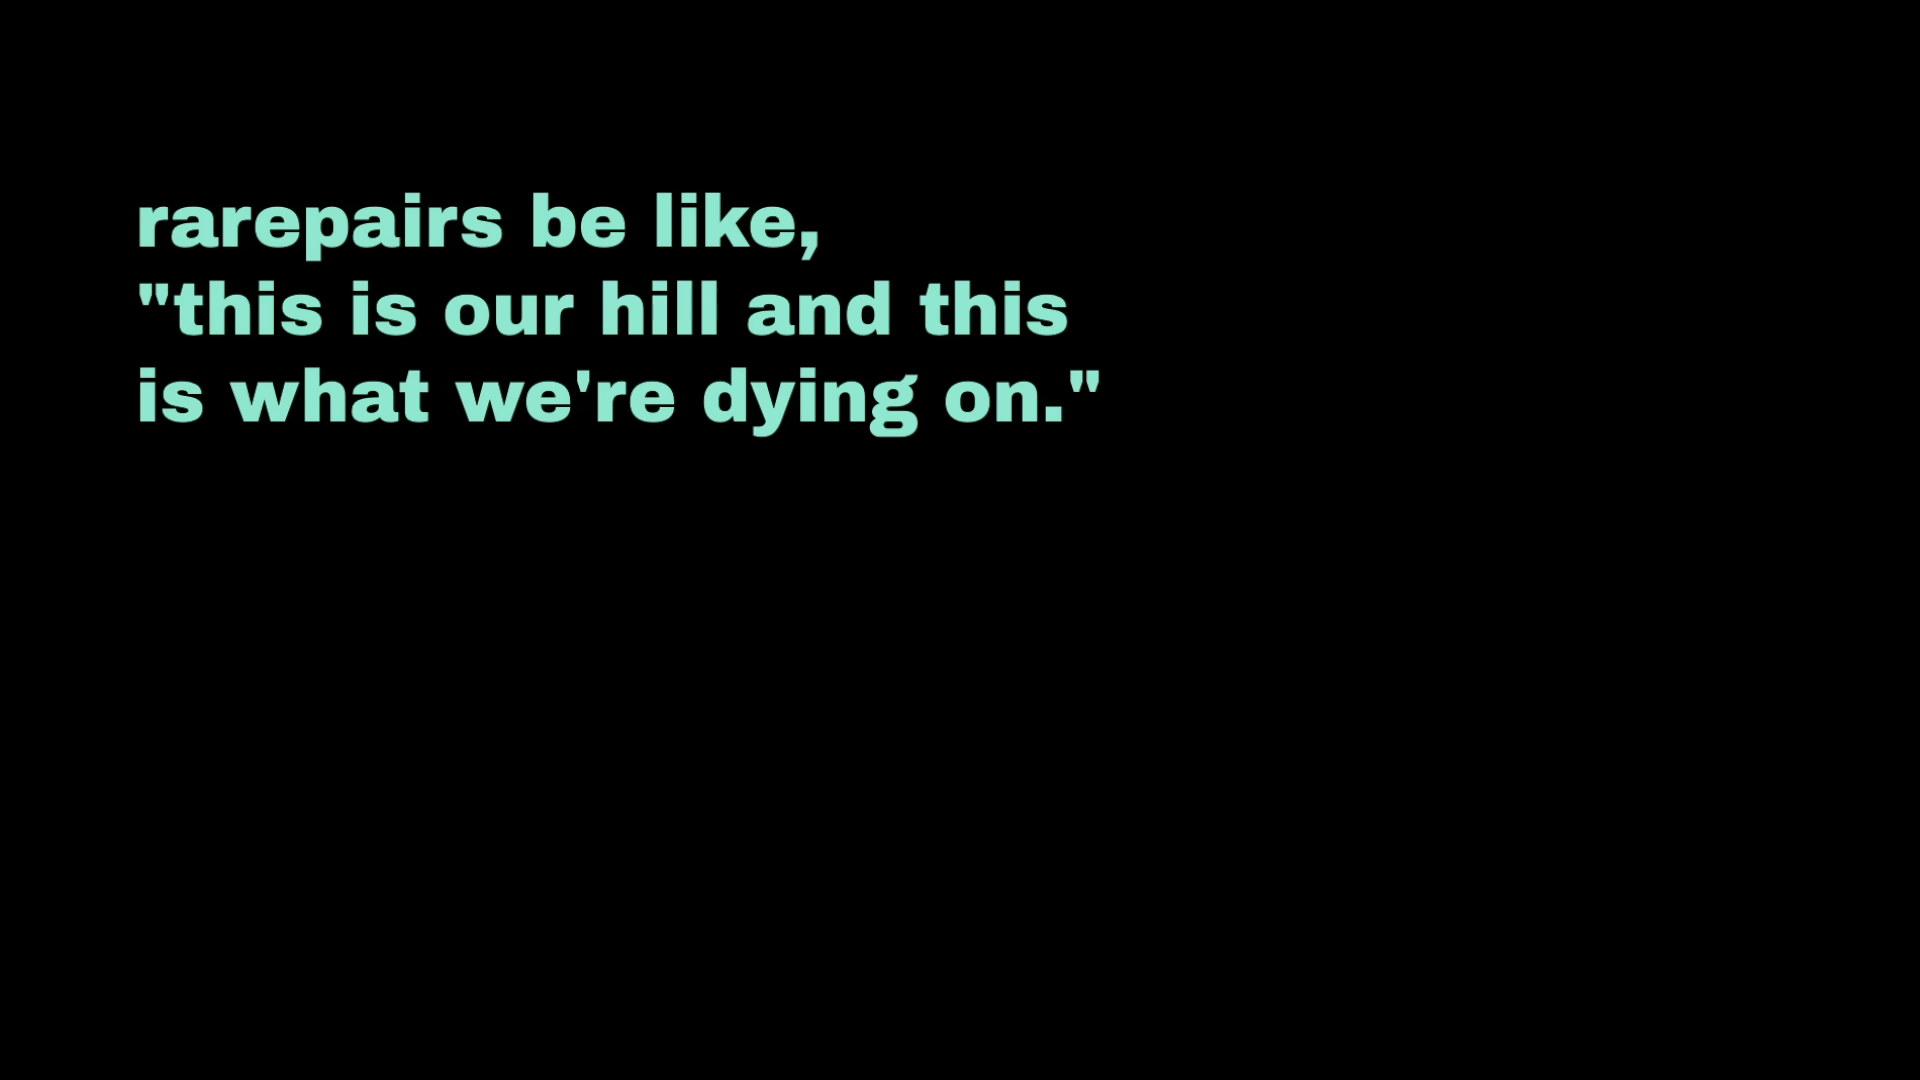 rarepairs be like,
"this is our hill and this
is what we're dying on."